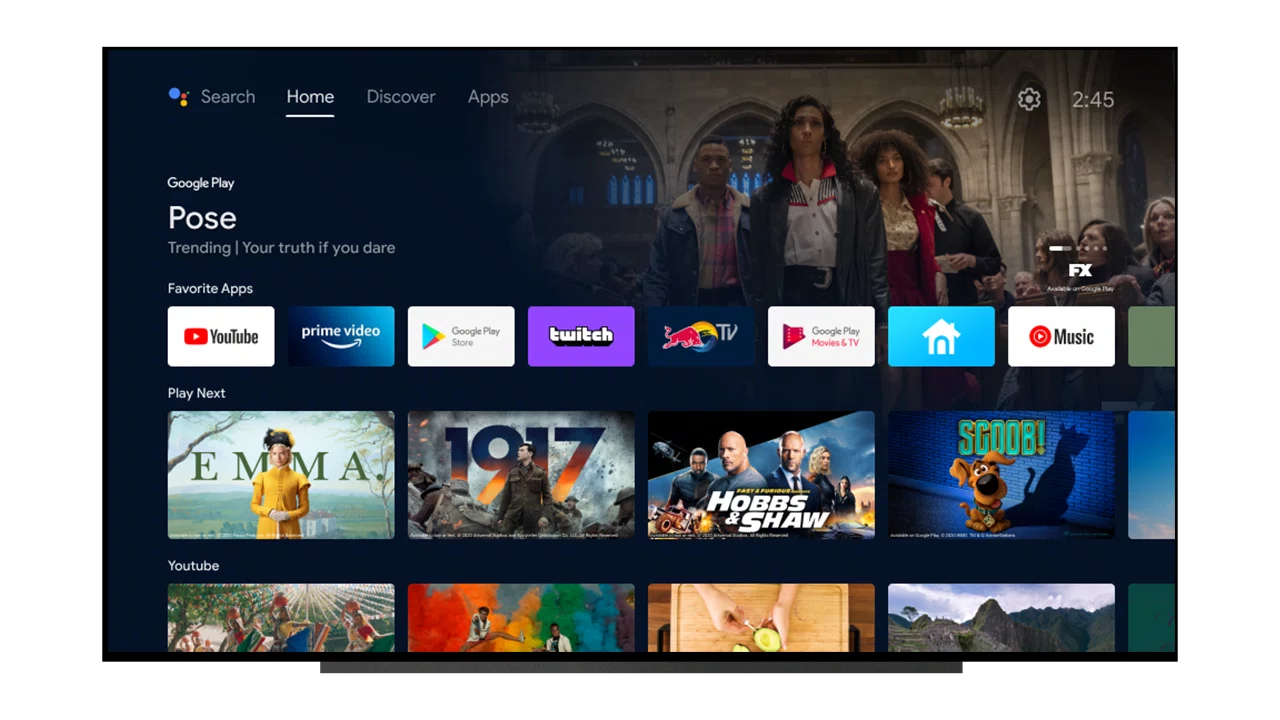 Search Home Discover Apps 2:45
Google Play
Pose
Trending | Your truth if you dare
FX
Available on Google Play
Favorite Apps
YouTube
prime video
Google Play
Store
twitch
TV
Google Play
Movies & TV
Music
Play Next
EMMA.
1917
FAST & FURIOUS
HOBBS
& SHAW
SCOOB!
Youtube